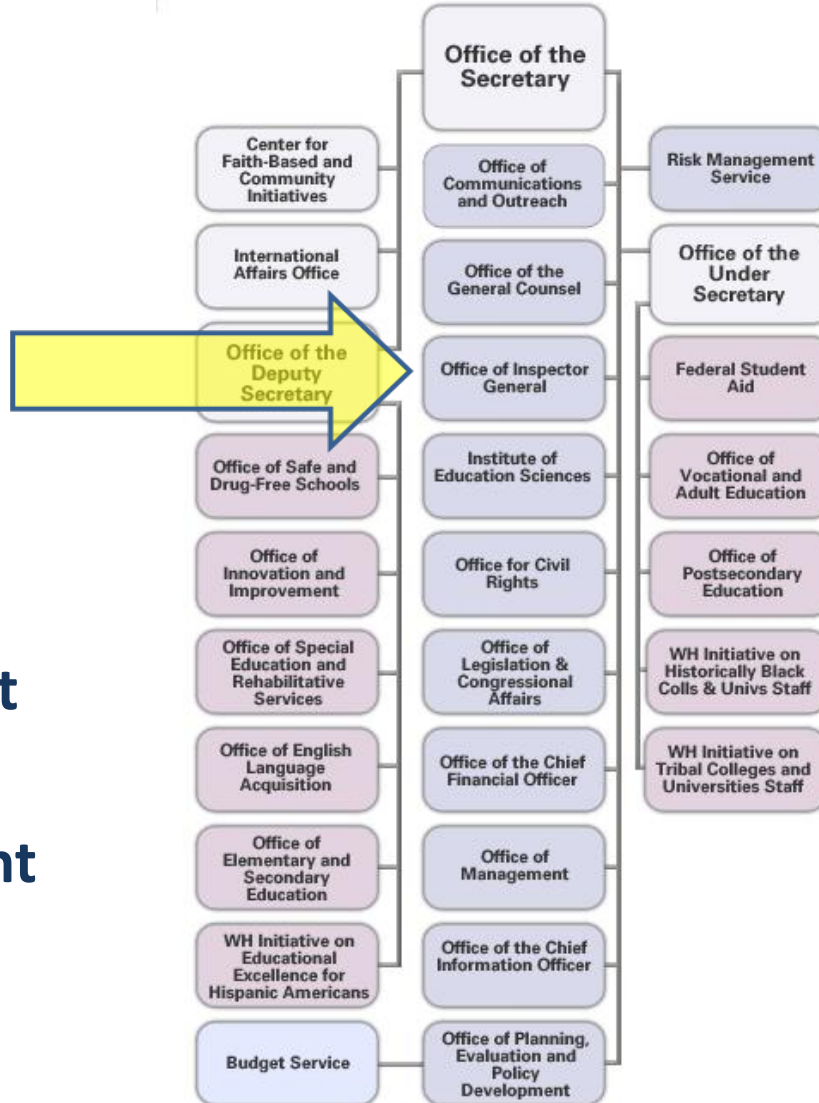 Office of the
Secretary
Center for
Faith-Based and
Community
Initiatives
International
Affairs Office
Office of the
Deputy
Secretary
Office of Safe and
Drug-Free Schools
Office of
Innovation and
Improvement
Office of Special
Education and
Rehabilitative
Services
Office of English
Language
Acquisition
Office of
Elementary and
Secondary
Education
WH Initiative on
Educational
Excellence for
Hispanic Americans
Budget Service
Office of
Communications
and Outreach
Office of the
General Counsel
Office of Inspector
General
Institute of
Education Sciences
Office for Civil
Rights
Office of
Legislation &
Congressional
Affairs
Office of the Chief
Financial Officer
Office of
Management
Office of the Chief
Information Officer
Office of Planning,
Evaluation and
Policy
Development
Risk Management
Service
Office of the
Under
Secretary
Federal Student
Aid
Office of
Vocational and
Adult Education
Office of
Postsecondary
Education
WH Initiative on
Historically Black
Colls & Univs Staff
WH Initiative on
Tribal Colleges and
Universities Staff
t
nt